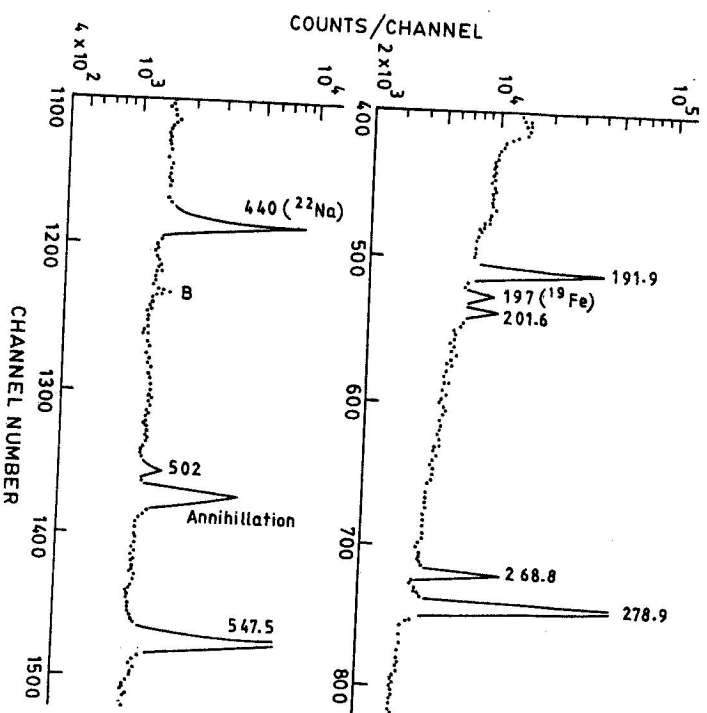 COUNTS/CHANNEL
4 x 10²
10³
10⁴
2 x 10³
10⁴
10⁵
400
500
600
700
800
191.9
197 (¹⁹Fe)
201.6
268.8
278.9
1100
1200
1300
1400
1500
440 (²²Na)
B
502
Annihillation
547.5
CHANNEL NUMBER